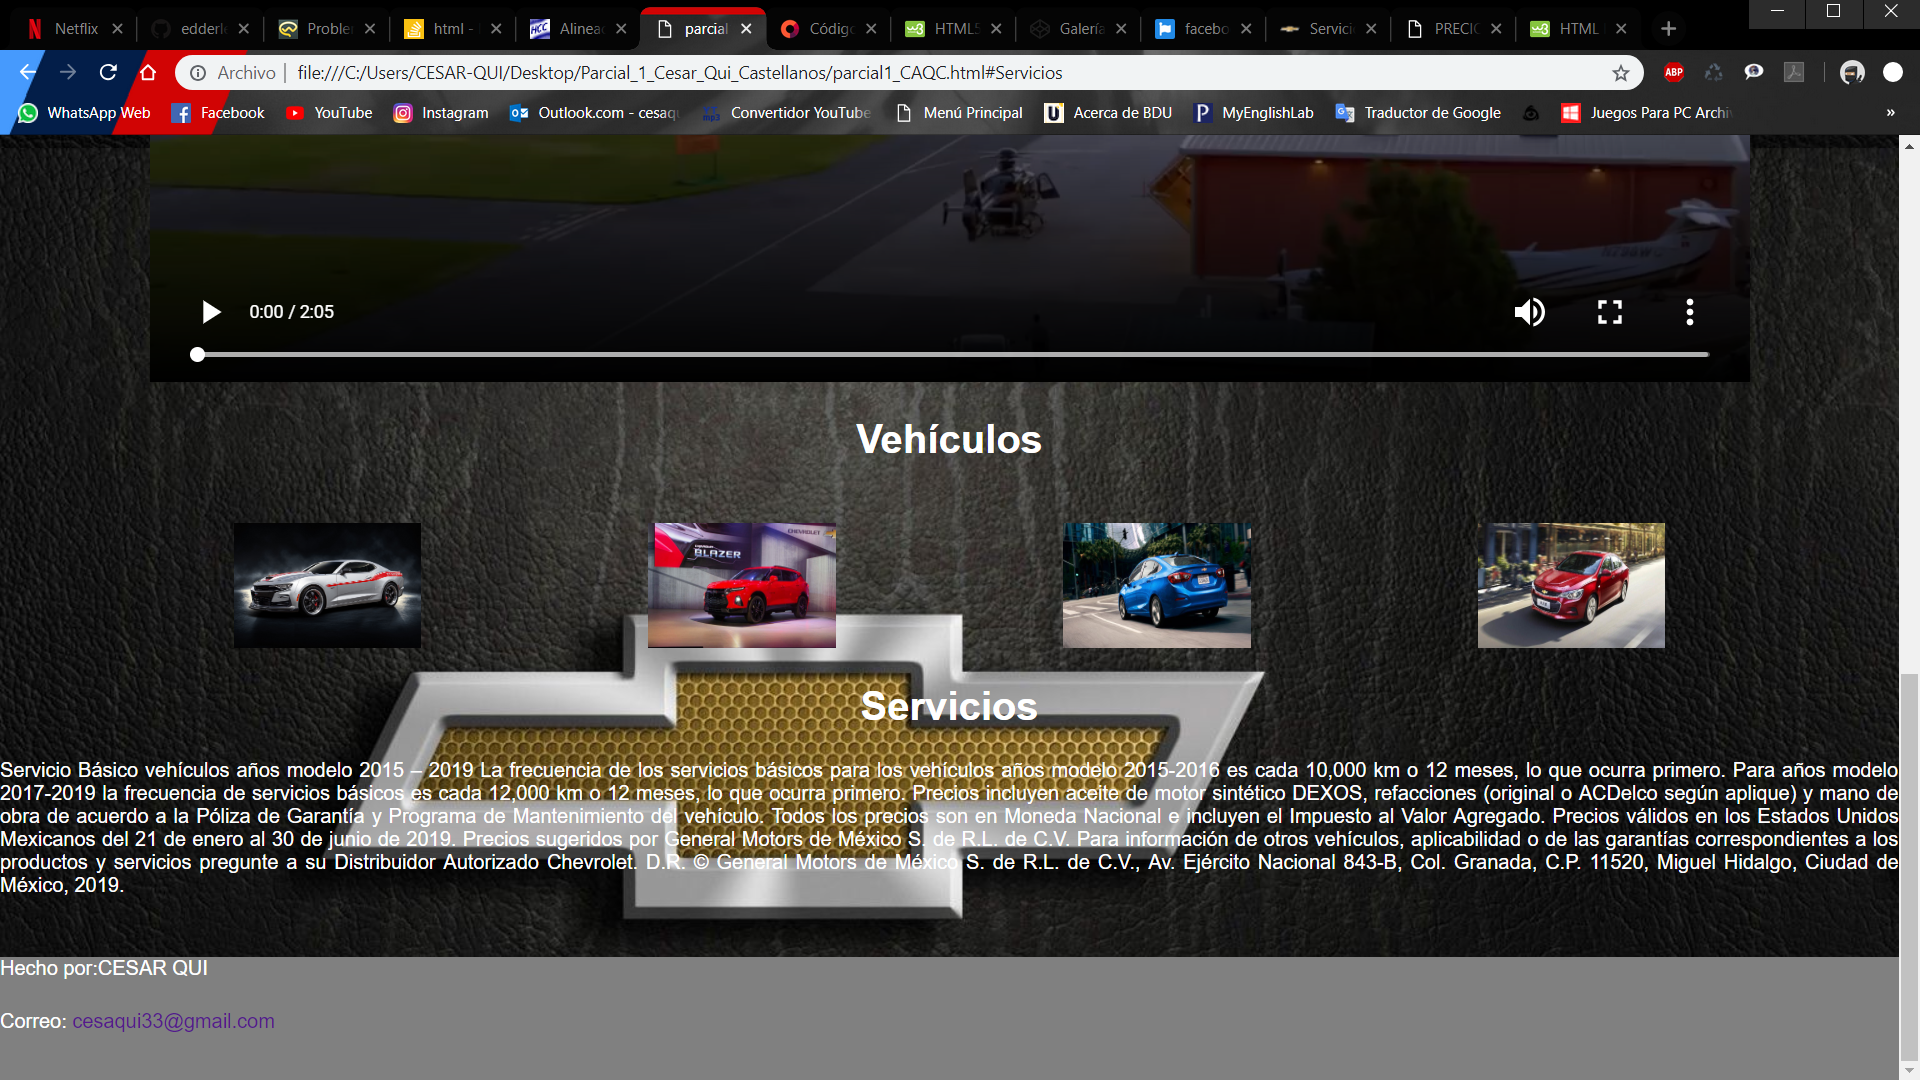 Netflix
edderle
Probler
html -
Alinead
parcial
Código
HTML5
Galería
facebo
Servici
PRECIO
HTML
Archivo | file:///C:/Users/CESAR-QUI/Desktop/Parcial_1_Cesar_Qui_Castellanos/parcial1_CAQC.html#Servicios
ABP
WhatsApp Web
Facebook
YouTube
Instagram
Outlook.com - cesaqu
Convertidor YouTube
Menú Principal
Acerca de BDU
MyEnglishLab
Traductor de Google
Juegos Para PC Archi
»
0:00 / 2:05
Vehículos
CHEVROLET
BLAZER
Servicios
Servicio Básico vehículos años modelo 2015 – 2019 La frecuencia de los servicios básicos para los vehículos años modelo 2015-2016 es cada 10,000 km o 12 meses, lo que ocurra primero. Para años modelo
2017-2019 la frecuencia de servicios básicos es cada 12,000 km o 12 meses, lo que ocurra primero. Precios incluyen aceite de motor sintético DEXOS, refacciones (original o ACDelco según aplique) y mano de
obra de acuerdo a la Póliza de Garantía y Programa de Mantenimiento del vehículo. Todos los precios son en Moneda Nacional e incluyen el Impuesto al Valor Agregado. Precios válidos en los Estados Unidos
Mexicanos del 21 de enero al 30 de junio de 2019. Precios sugeridos por General Motors de México S. de R.L. de C.V. Para información de otros vehículos, aplicabilidad o de las garantías correspondientes a los
productos y servicios pregunte a su Distribuidor Autorizado Chevrolet. D.R. © General Motors de México S. de R.L. de C.V., Av. Ejército Nacional 843-B, Col. Granada, C.P. 11520, Miguel Hidalgo, Ciudad de
México, 2019.
Hecho por:CESAR QUI
Correo: cesaqui33@gmail.com